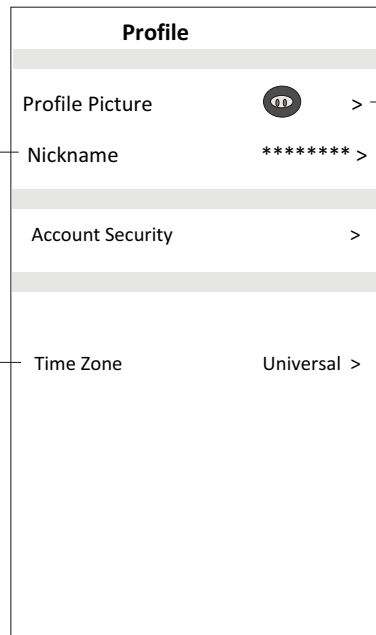 Profile
Profile Picture >
Nickname ******** >
Account Security >
Time Zone Universal >